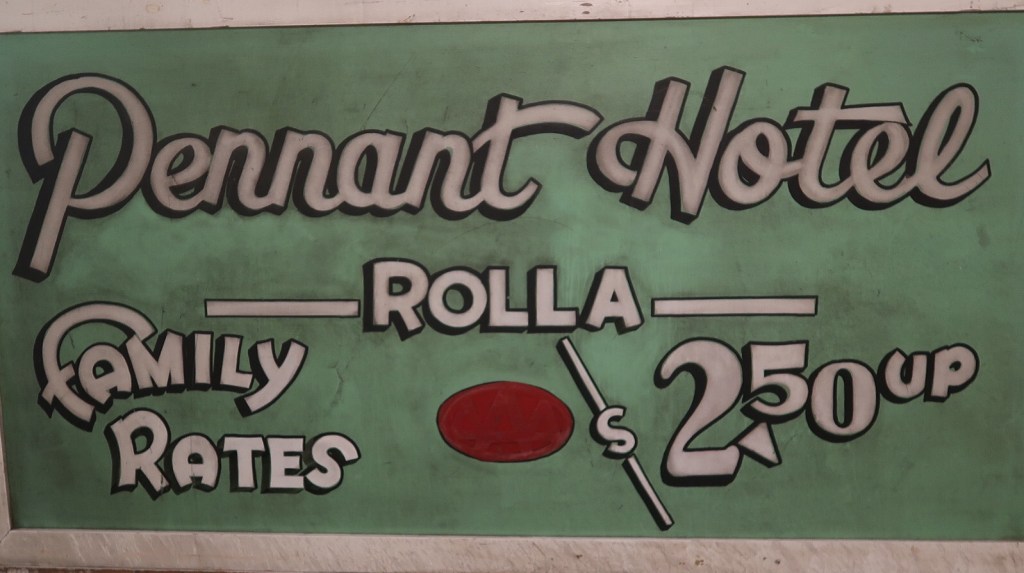 Pennant Hotel
ROLLA
FAMILY
RATES
$2.50 UP